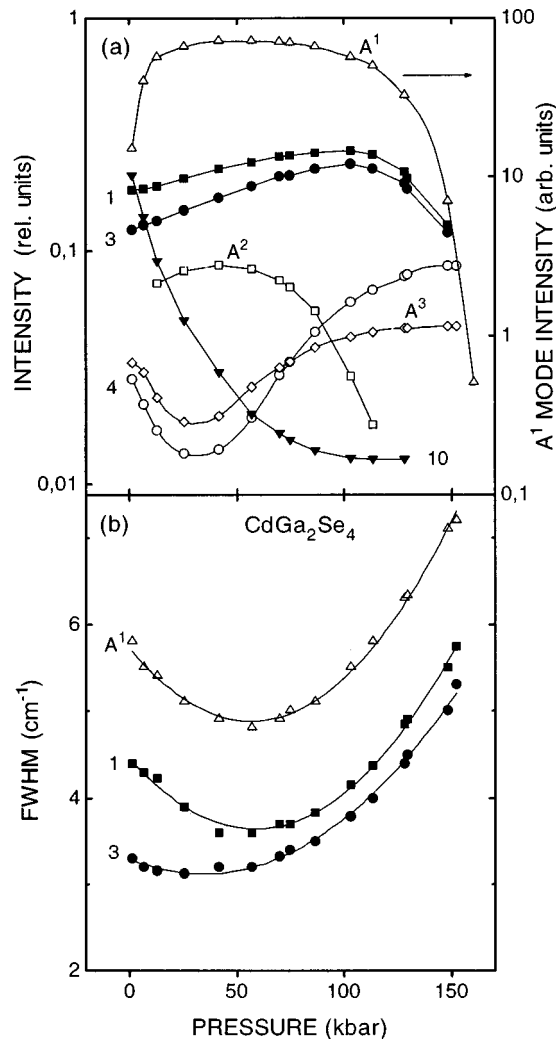 (a)
1
0,1
0,01
INTENSITY (rel. units)
100
10
1
0,1
A¹ MODE INTENSITY (arb. units)
A¹
1
3
A²
A³
4
10
(b)
CdGa₂Se₄
A¹
1
3
6
4
2
FWHM (cm⁻¹)
0
50
100
150
PRESSURE (kbar)